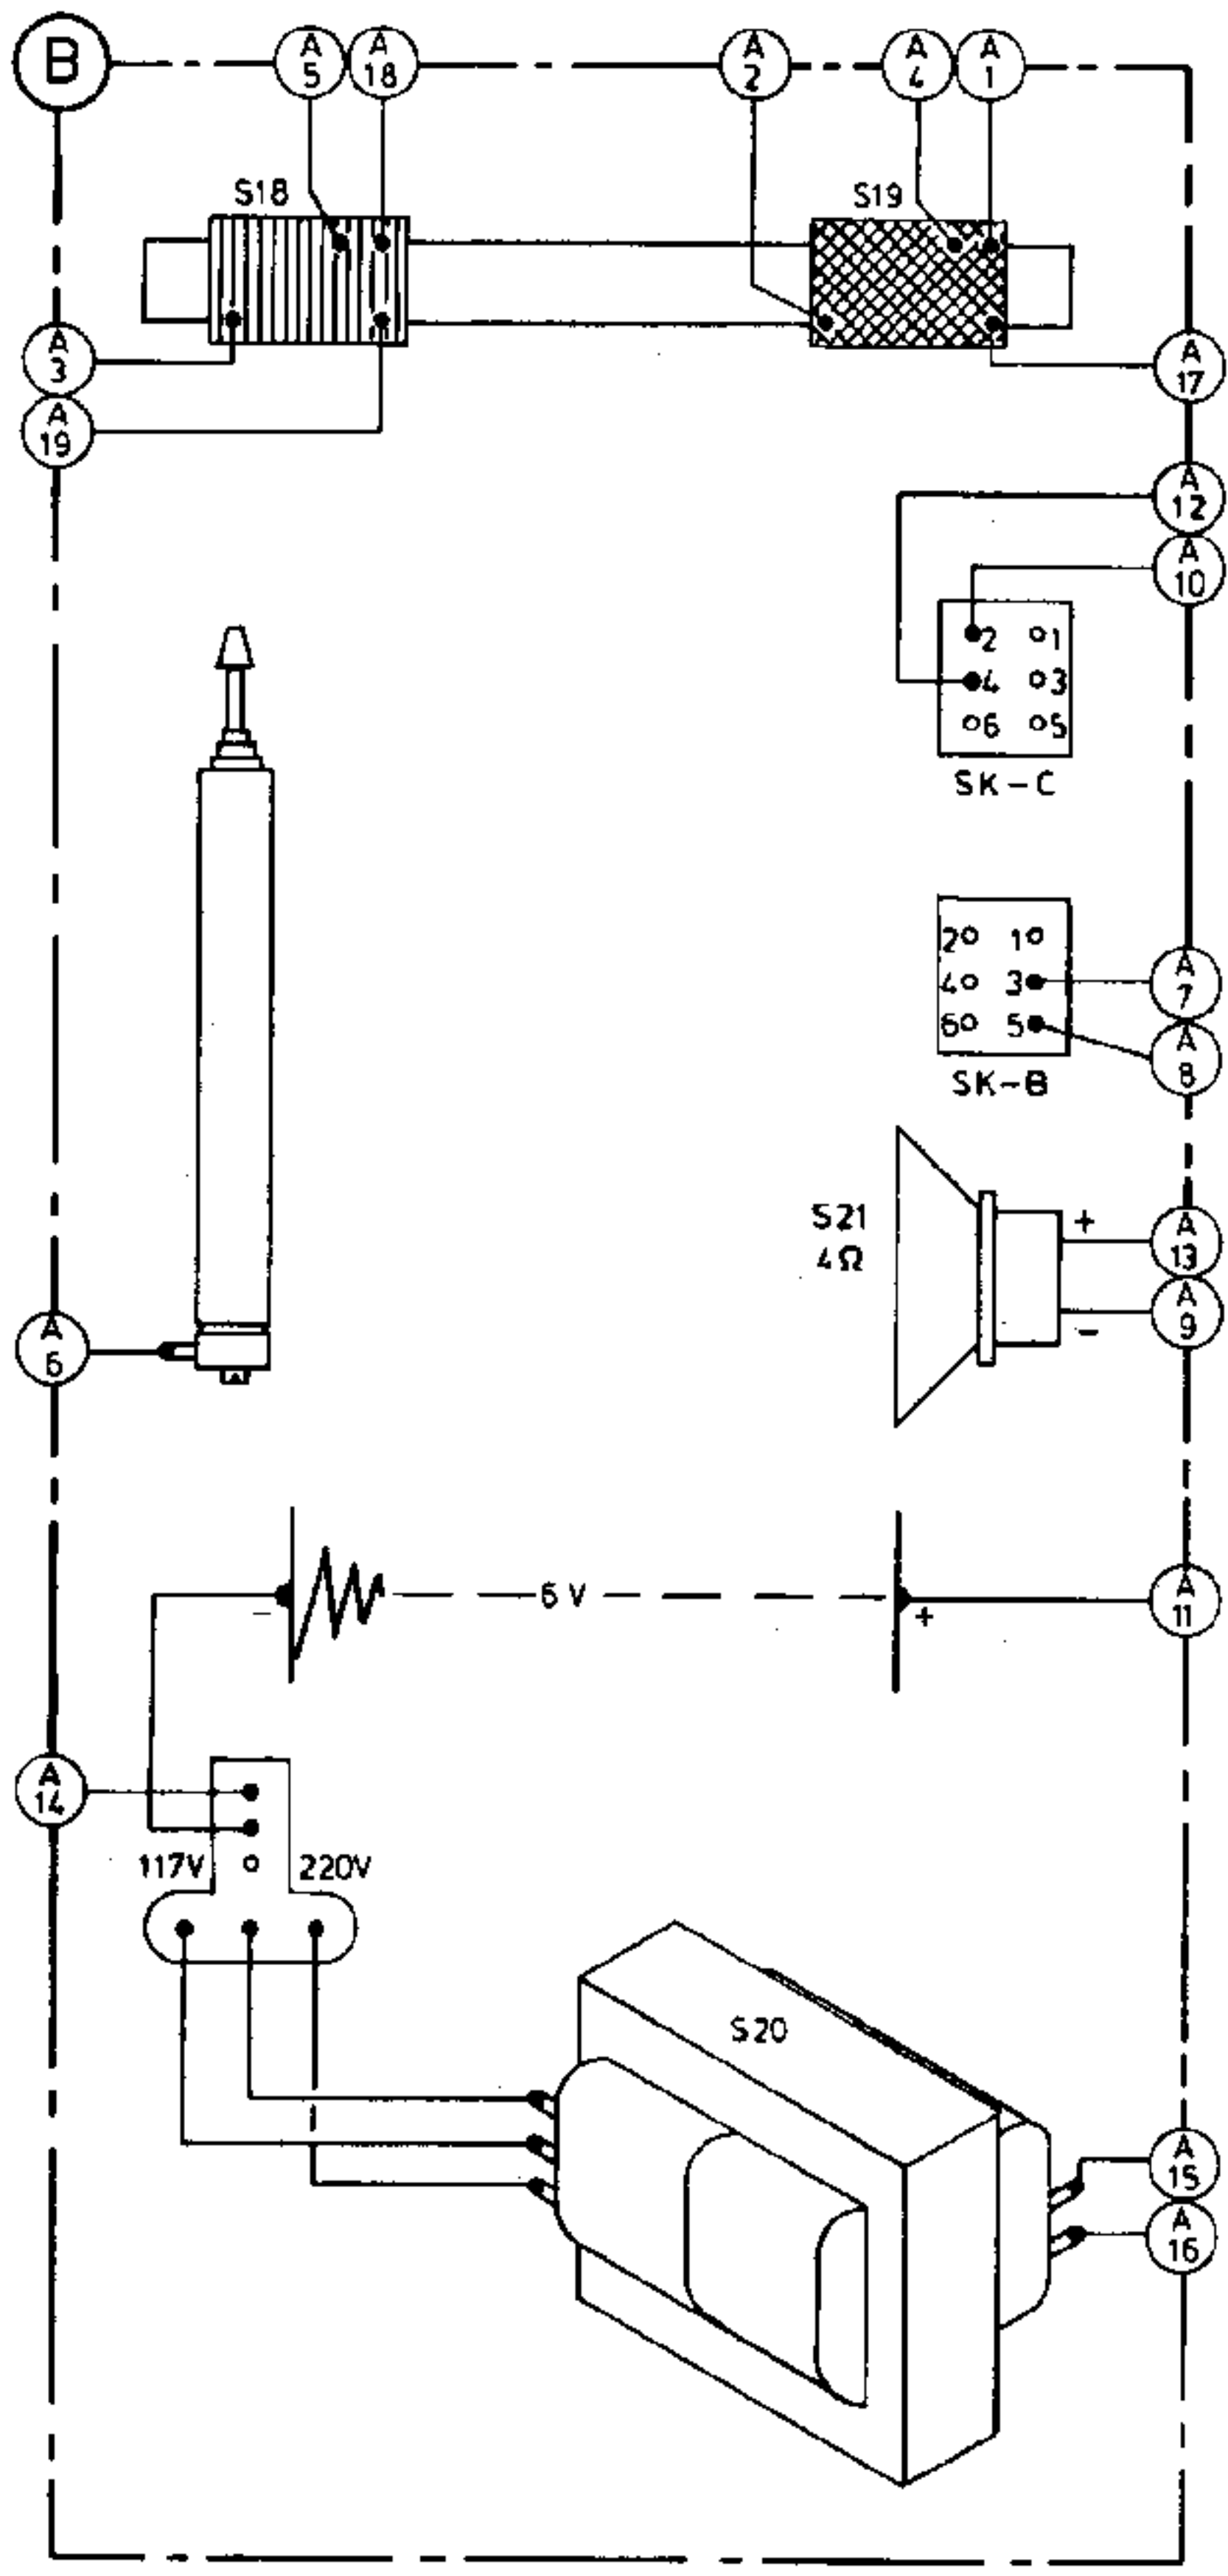 B
A 5
A 18
A 2
A 4
A 1
S18
S19
A 3
A 19
A 17
A 12
A 10
2 1
4 3
6 5
SK-C
2 1
4 3
6 5
SK-B
A 7
A 8
S21
4Ω
+
-
A 13
A 9
A 6
- 6 V +
A 11
A 14
117V 220V
S20
A 15
A 16